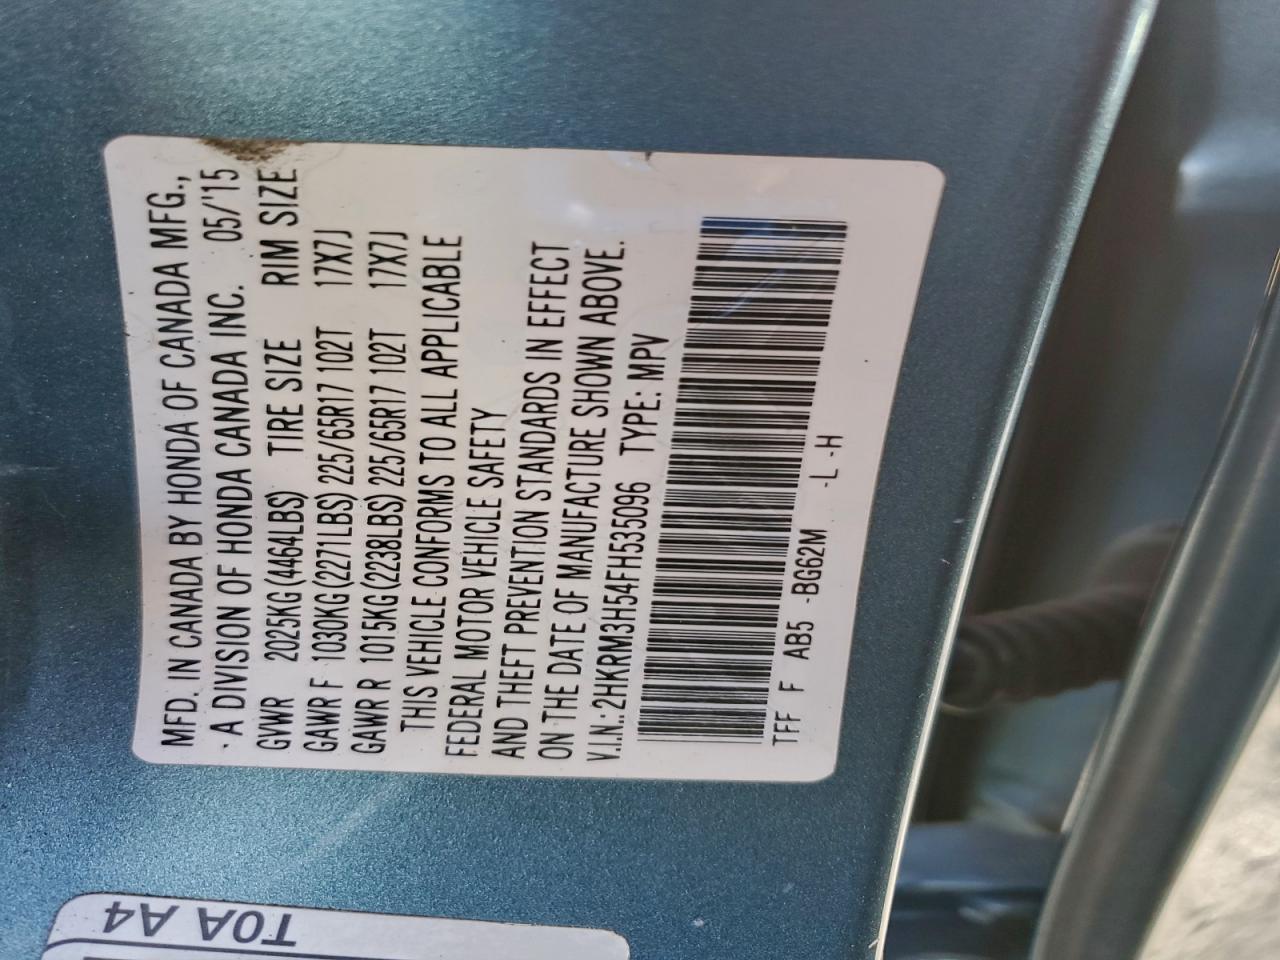 MFD. IN CANADA BY HONDA OF CANADA MFG.,
· A DIVISION OF HONDA CANADA INC. 05/'15
GVWR 2025KG(4464LBS) TIRE SIZE RIM SIZE
GAWR F 1030KG(2271LBS) 225/65R17 102T 17X7J
GAWR R 1015KG(2238LBS) 225/65R17 102T 17X7J
THIS VEHICLE CONFORMS TO ALL APPLICABLE
FEDERAL MOTOR VEHICLE SAFETY
AND THEFT PREVENTION STANDARDS IN EFFECT
ON THE DATE OF MANUFACTURE SHOWN ABOVE.
V.I.N.: 2HKRM3H54FH535096 TYPE: MPV
TFF F AB5 -BG62M -L -H
T0A A4